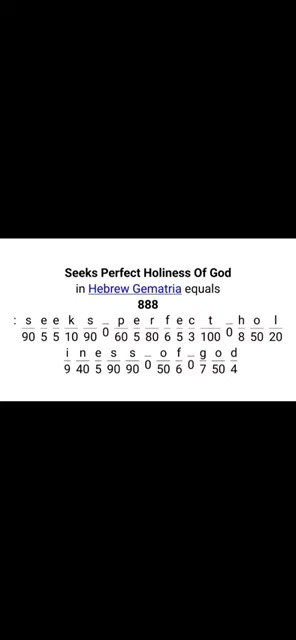 Seeks Perfect Holiness Of God
in Hebrew Gematria equals
888
: s e e k s _ p e r f e c t _ h o l
90 5 5 10 90 0 60 5 80 6 5 3 100 0 8 50 20
i n e s s _ o f _ g o d
9 40 5 90 90 0 50 6 0 7 50 4